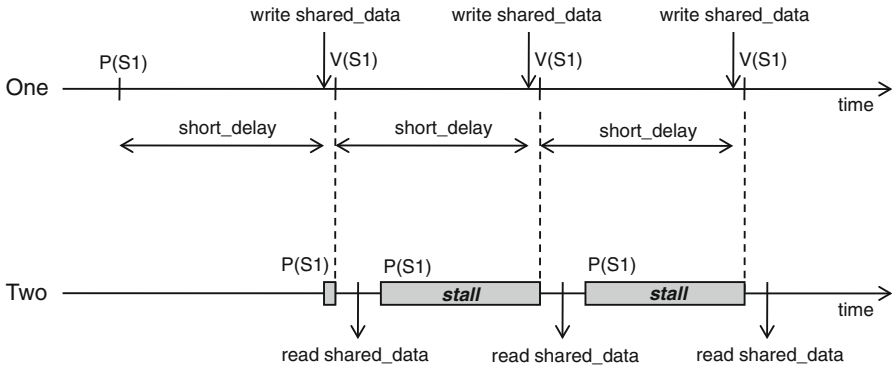 write shared_data write shared_data write shared_data
P(S1) V(S1) V(S1) V(S1)
One
time
short_delay short_delay short_delay
P(S1) P(S1) P(S1)
Two stall stall
time
read shared_data read shared_data read shared_data